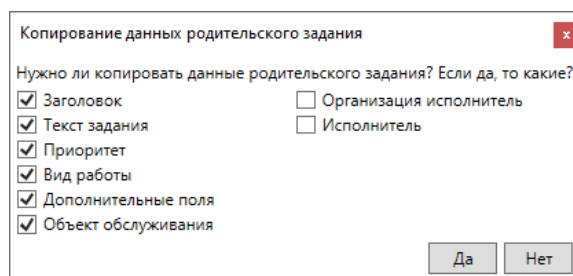 Копирование данных родительского задания
x
Нужно ли копировать данные родительского задания? Если да, то какие?
Заголовок
Организация исполнитель
Текст задания
Исполнитель
Приоритет
Вид работы
Дополнительные поля
Объект обслуживания
Да
Нет